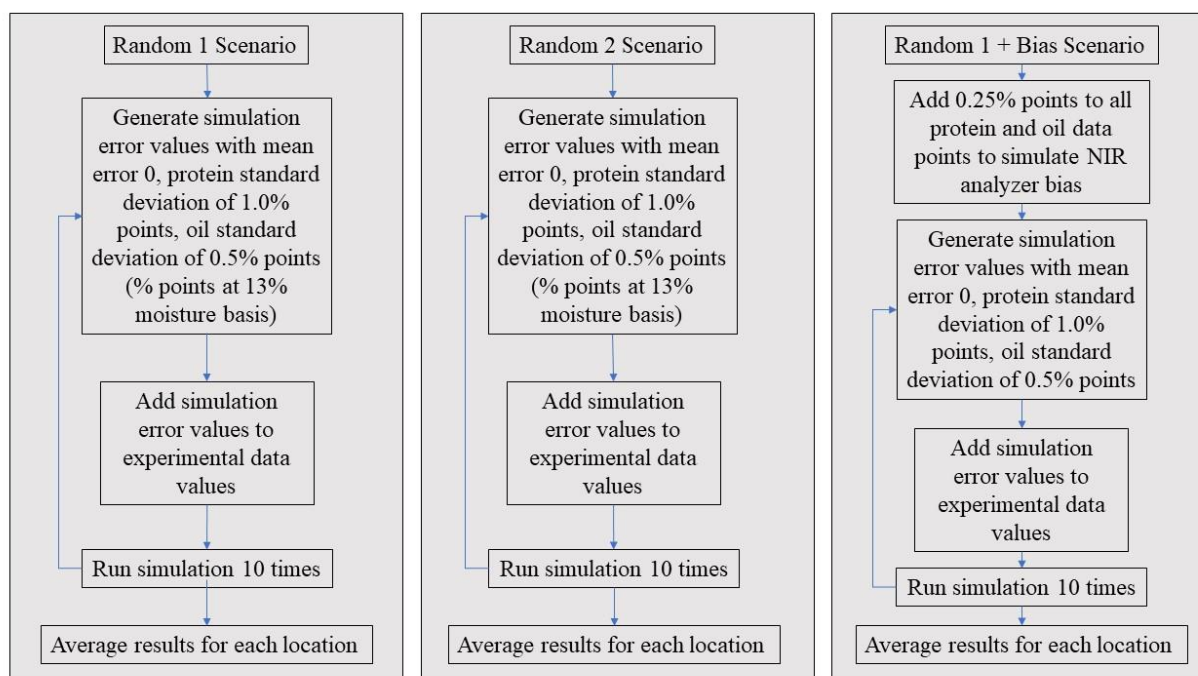 Random 1 Scenario
Generate simulation
error values with mean
error 0, protein standard
deviation of 1.0%
points, oil standard
deviation of 0.5% points
(% points at 13%
moisture basis)
Add simulation
error values to
experimental data
values
Run simulation 10 times
Average results for each location
Random 2 Scenario
Generate simulation
error values with mean
error 0, protein standard
deviation of 1.0%
points, oil standard
deviation of 0.5% points
(% points at 13%
moisture basis)
Add simulation
error values to
experimental data
values
Run simulation 10 times
Average results for each location
Random 1 + Bias Scenario
Add 0.25% points to all
protein and oil data
points to simulate NIR
analyzer bias
Generate simulation
error values with mean
error 0, protein standard
deviation of 1.0%
points, oil standard
deviation of 0.5% points
Add simulation
error values to
experimental data
values
Run simulation 10 times
Average results for each location